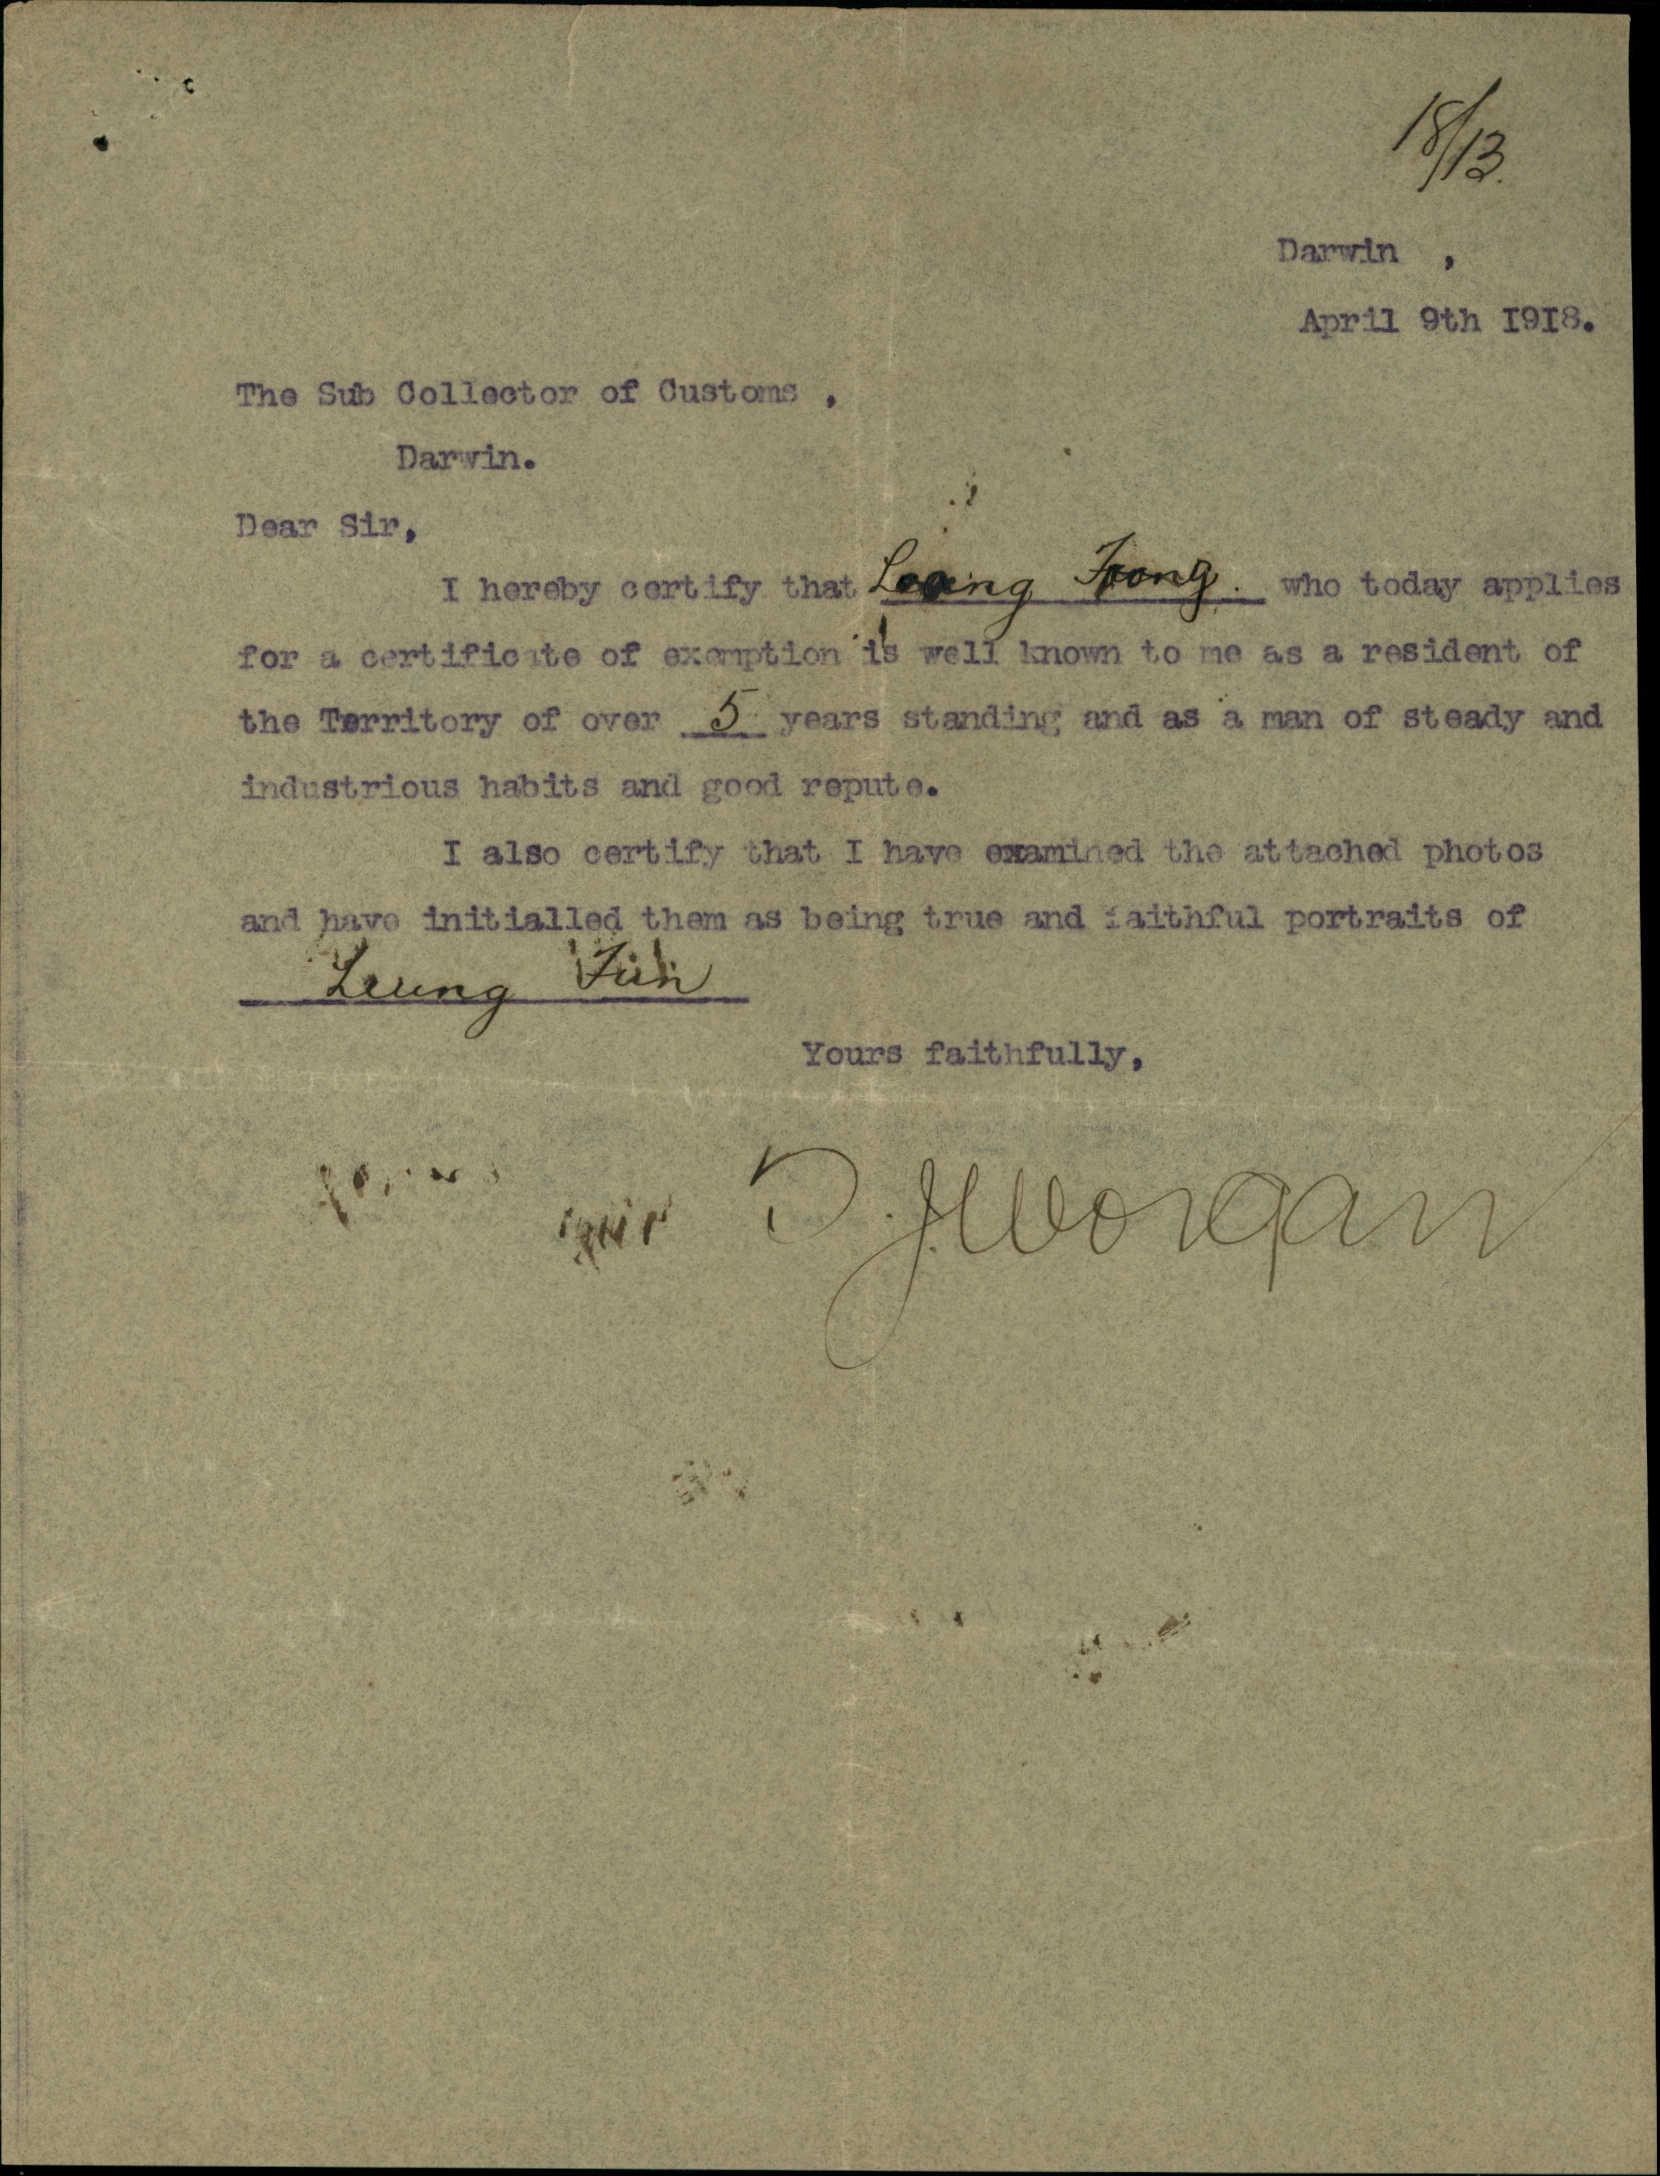 18/13.
Darwin ,
April 9th I9I8.
The Sub Collector of Customs ,
Darwin.
Dear Sir,
I hereby certify that Leung Foong. who today applies
for a certificate of exemption is well known to me as a resident of
the Territory of over 5 years standing and as a man of steady and
industrious habits and good repute.
I also certify that I have examined the attached photos
and have initialled them as being true and faithful portraits of
Leung Fun
Yours faithfully,
D. J. Worgan